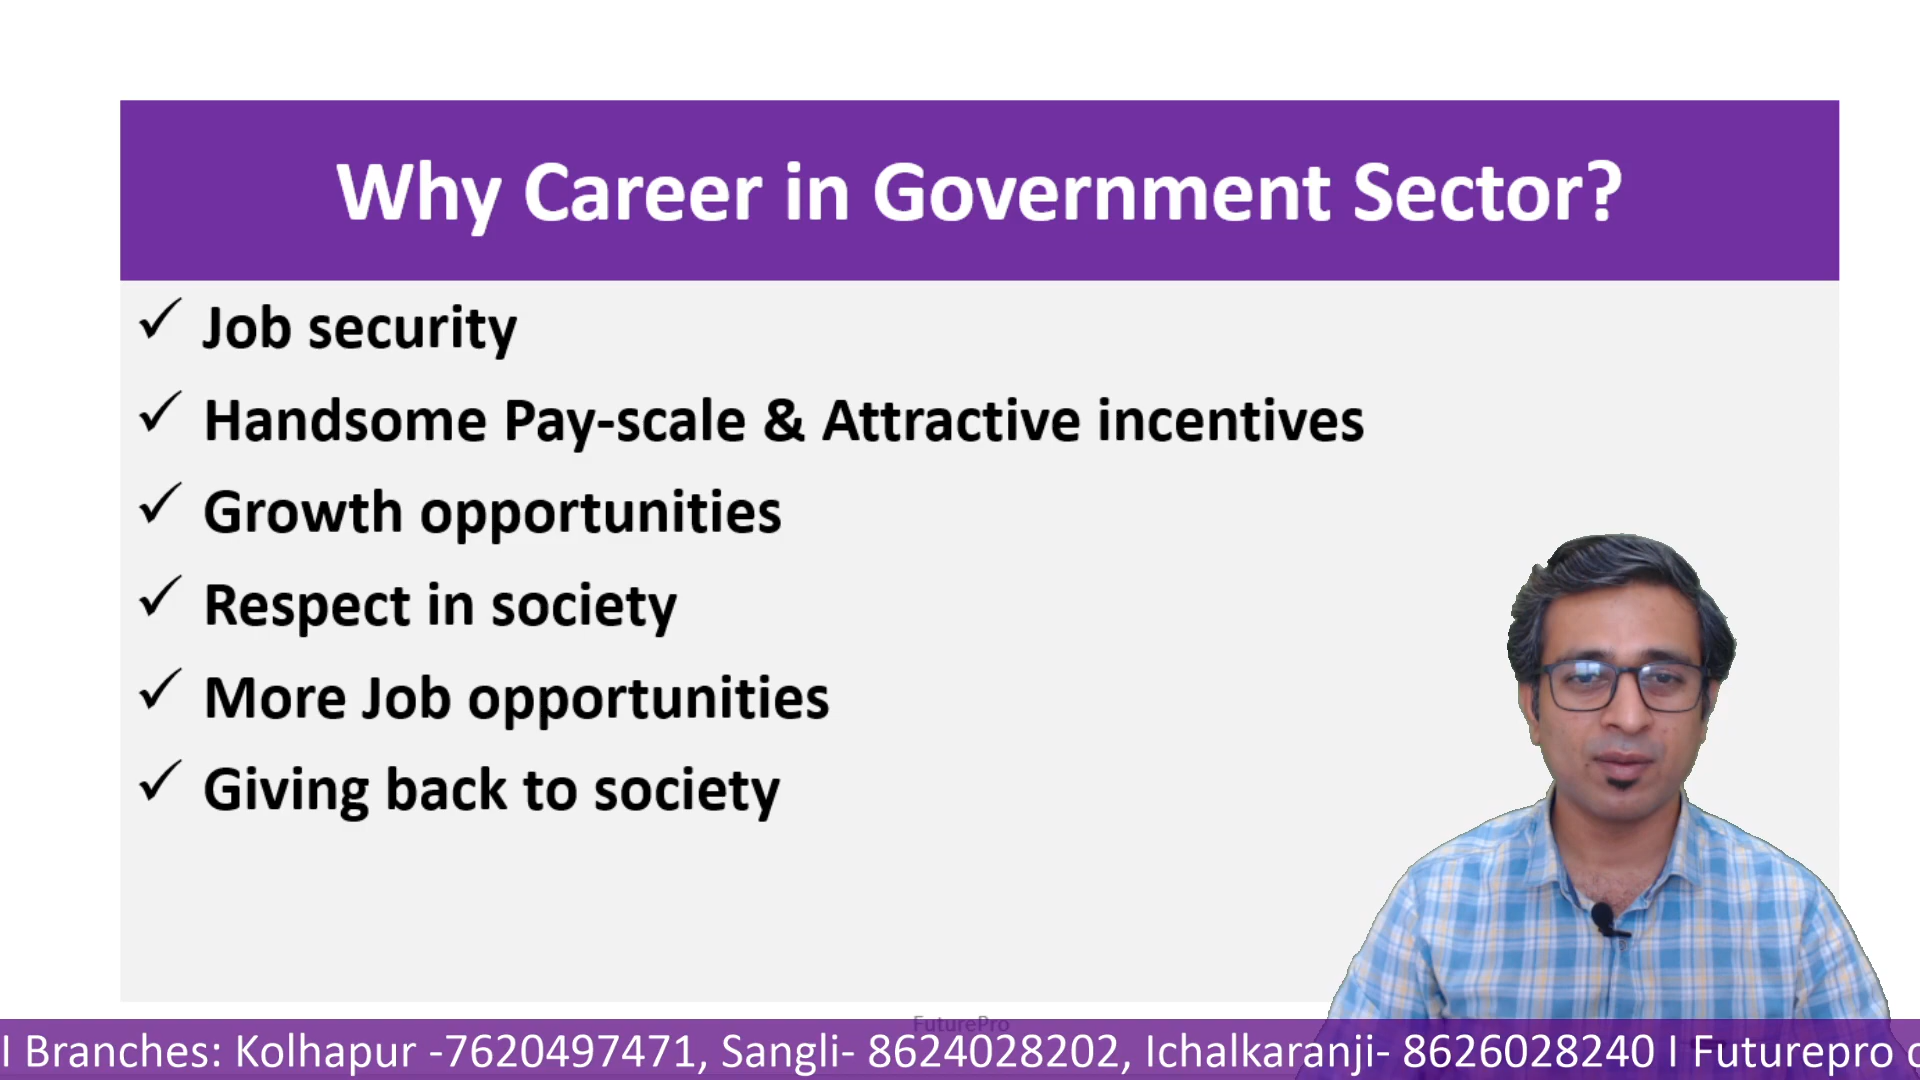 Why Career in Government Sector?
✓ Job security
✓ Handsome Pay-scale & Attractive incentives
✓ Growth opportunities
✓ Respect in society
✓ More Job opportunities
✓ Giving back to society
FuturePro
I Branches: Kolhapur -7620497471, Sangli- 8624028202, Ichalkaranji- 8626028240 I Futurepro